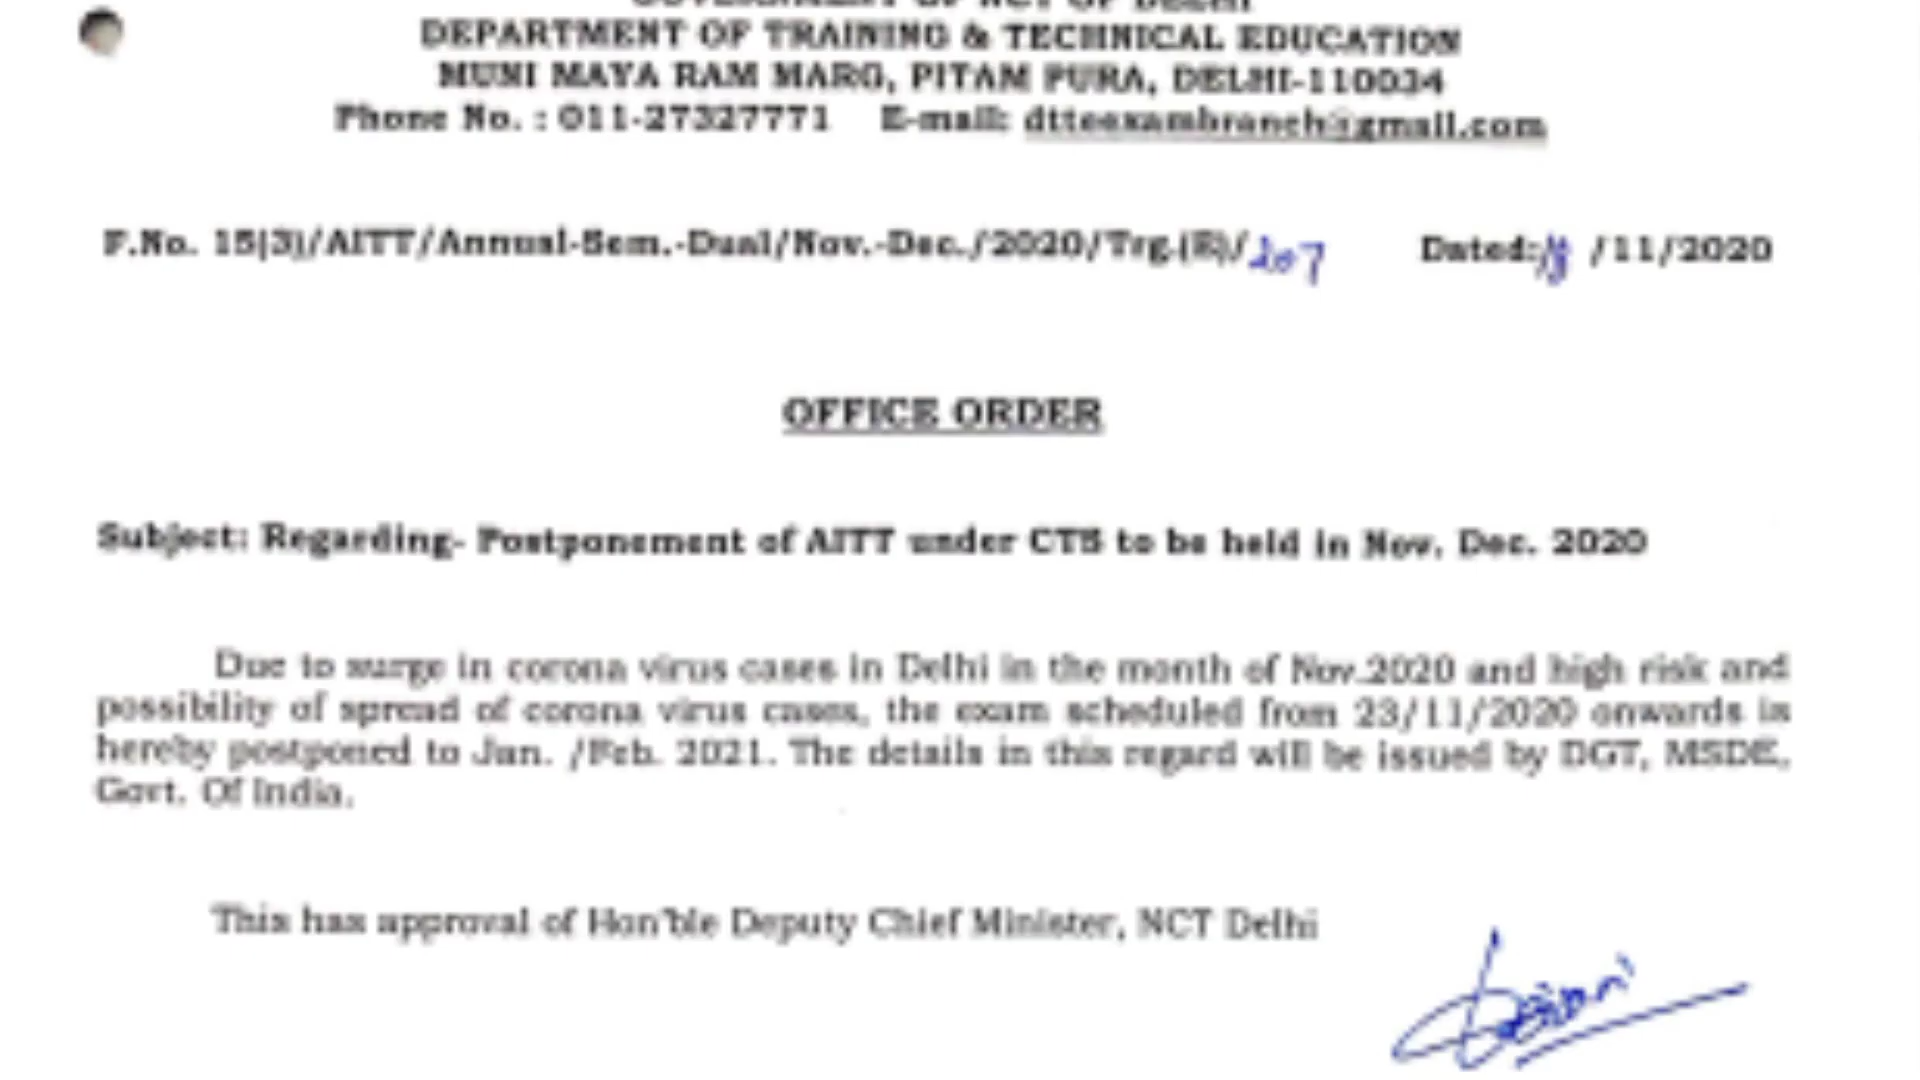 GOVERNMENT OF NCT OF DELHI
DEPARTMENT OF TRAINING & TECHNICAL EDUCATION
MUNI MAYA RAM MARG, PITAM PURA, DELHI-110034
Phone No. : 011-27327771 E-mail: dtteexambranch@gmail.com
F.No. 15(3)/AITT/Annual-Sem.-Dual/Nov.-Dec./2020/Trg.(E)/207 Dated: /11/2020
OFFICE ORDER
Subject: Regarding- Postponement of AITT under CTS to be held in Nov. Dec. 2020
Due to surge in corona virus cases in Delhi in the month of Nov.2020 and high risk and
possibility of spread of corona virus cases, the exam scheduled from 23/11/2020 onwards is
hereby postponed to Jan. /Feb. 2021. The details in this regard will be issued by DGT, MSDE,
Govt. Of India.
This has approval of Hon'ble Deputy Chief Minister, NCT Delhi